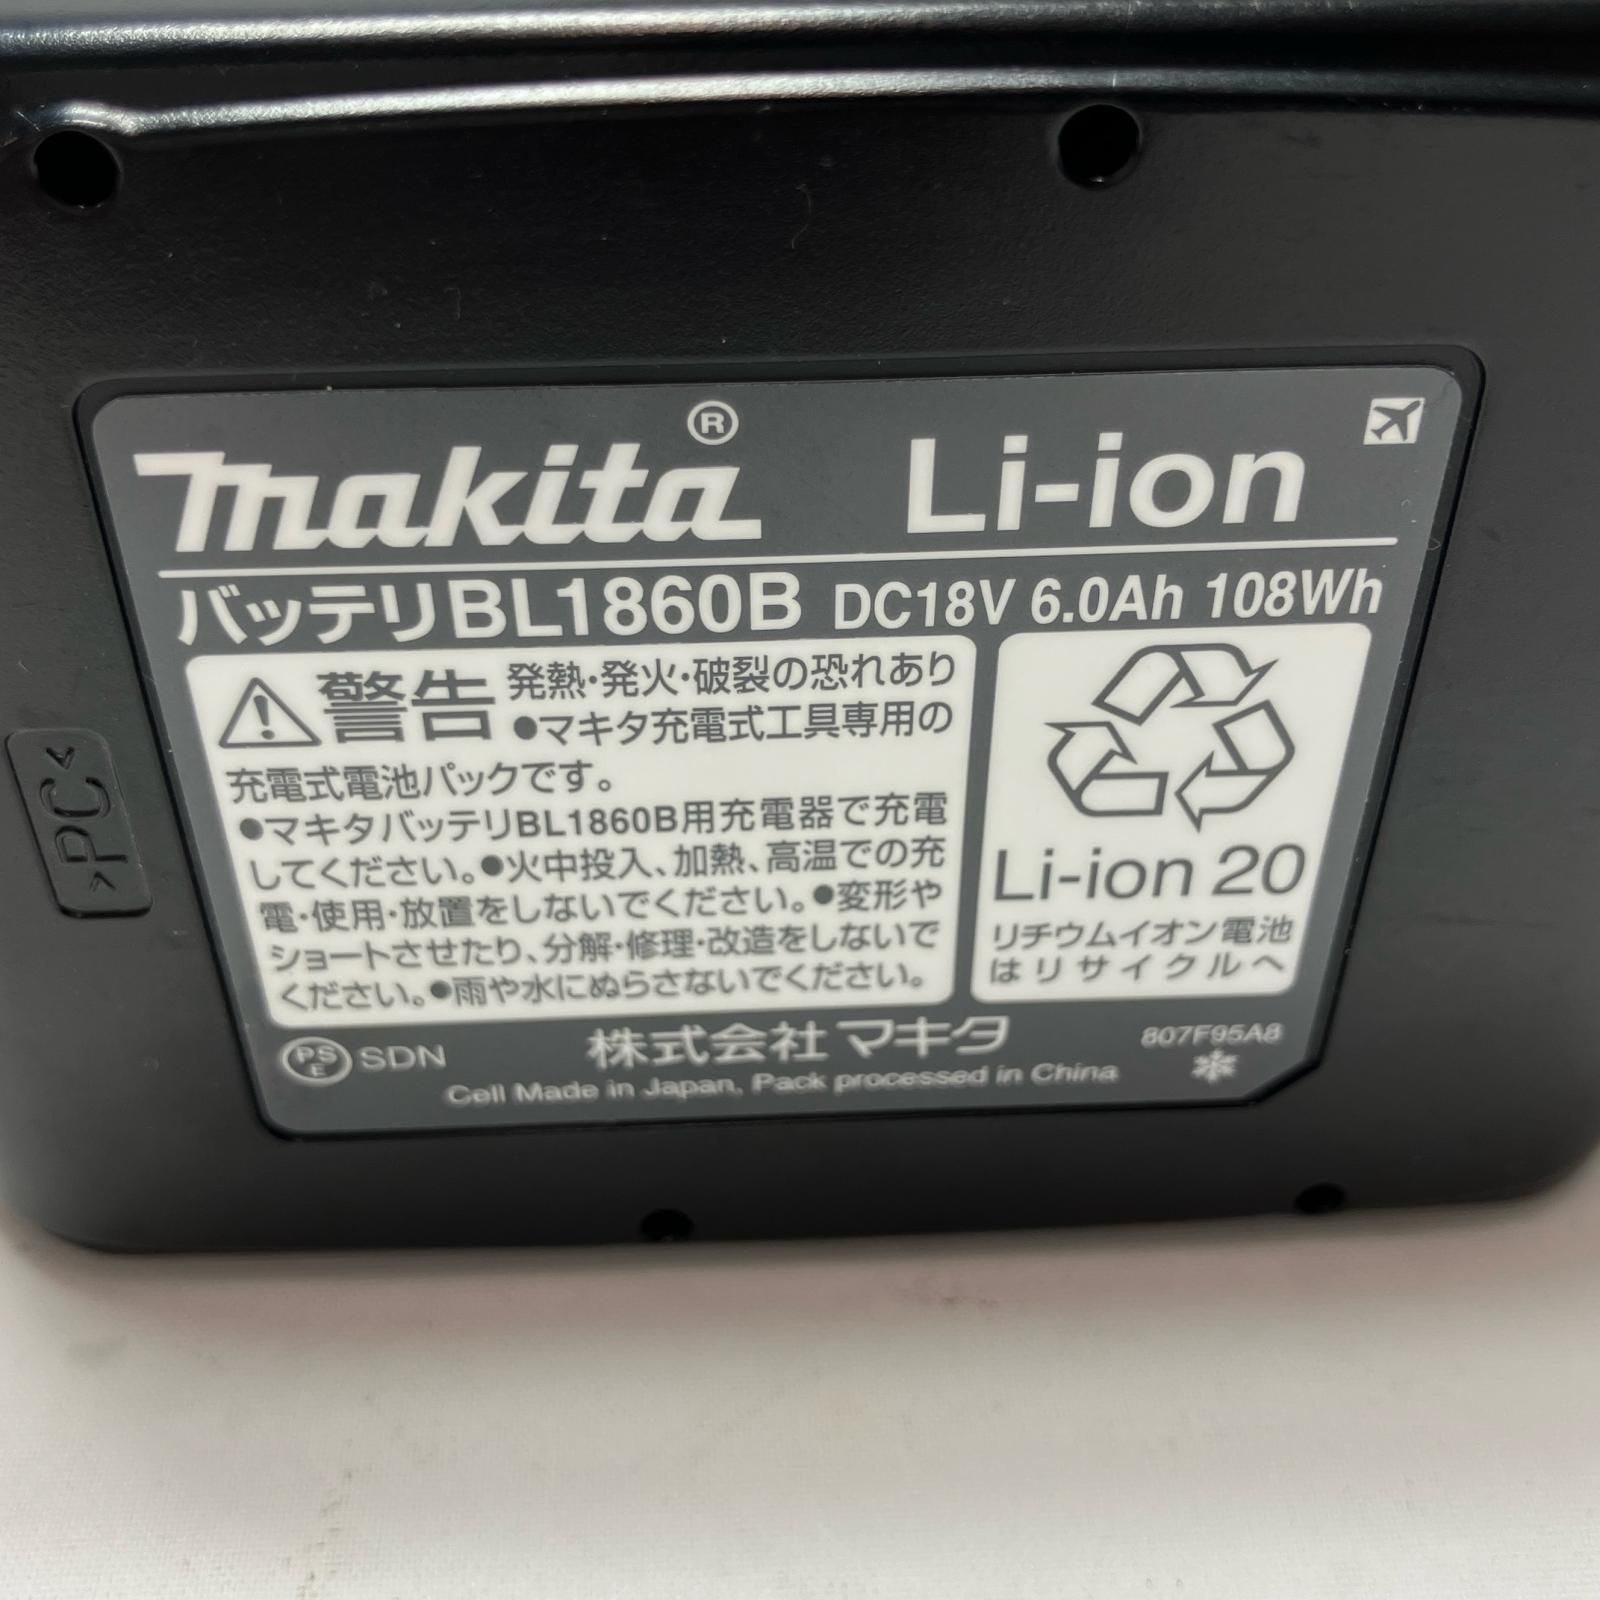 makita® Li-ion
バッテリBL1860B DC18V 6.0Ah 108Wh
警告 発熱・発火・破裂の恐れあり
●マキタ充電式工具専用の
充電式電池パックです。
●マキタバッテリBL1860B用充電器で充電
してください。●火中投入、加熱、高温での充
電・使用・放置をしないでください。●変形や
ショートさせたり、分解・修理・改造をしないで
ください。●雨や水にぬらさないでください。
Li-ion 20
リチウムイオン電池
はリサイクルへ
PSE SDN
株式会社マキタ
Cell Made in Japan, Pack processed in China
807F95A8
>PC<